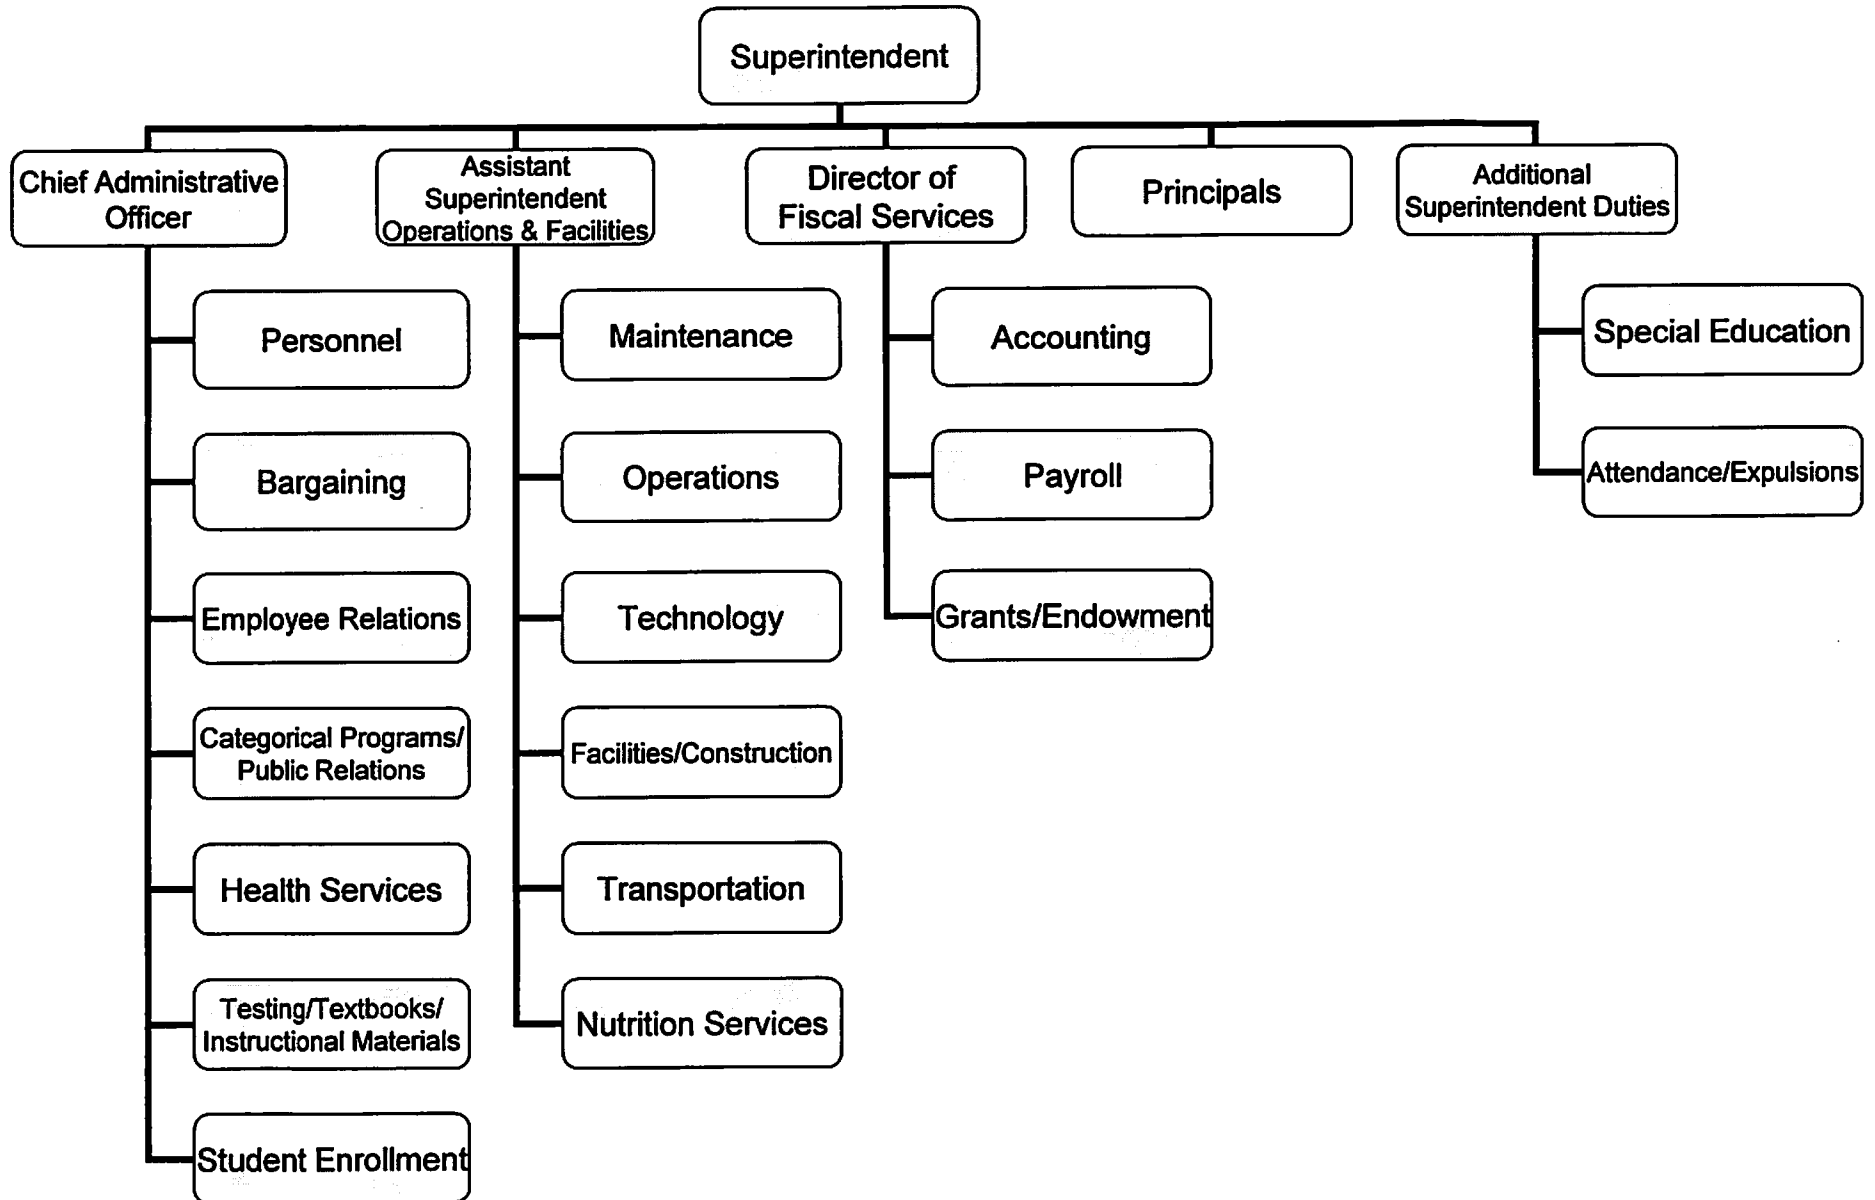 Superintendent
Chief Administrative
Officer
Assistant
Superintendent
Operations & Facilities
Director of
Fiscal Services
Principals
Additional
Superintendent Duties
Personnel
Bargaining
Employee Relations
Categorical Programs/
Public Relations
Health Services
Testing/Textbooks/
Instructional Materials
Student Enrollment
Maintenance
Operations
Technology
Facilities/Construction
Transportation
Nutrition Services
Accounting
Payroll
Grants/Endowment
Special Education
Attendance/Expulsions